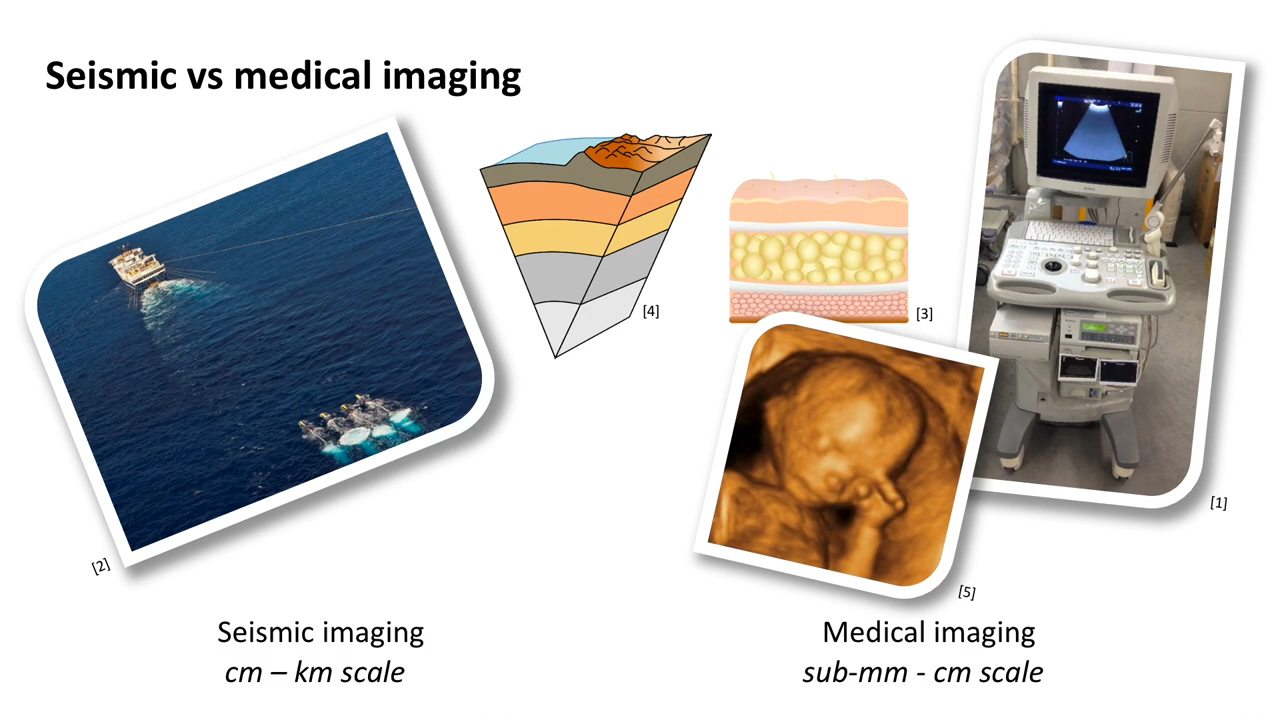 Seismic vs medical imaging
[4]
[3]
[1]
[2]
[5]
Seismic imaging
cm – km scale
Medical imaging
sub-mm - cm scale